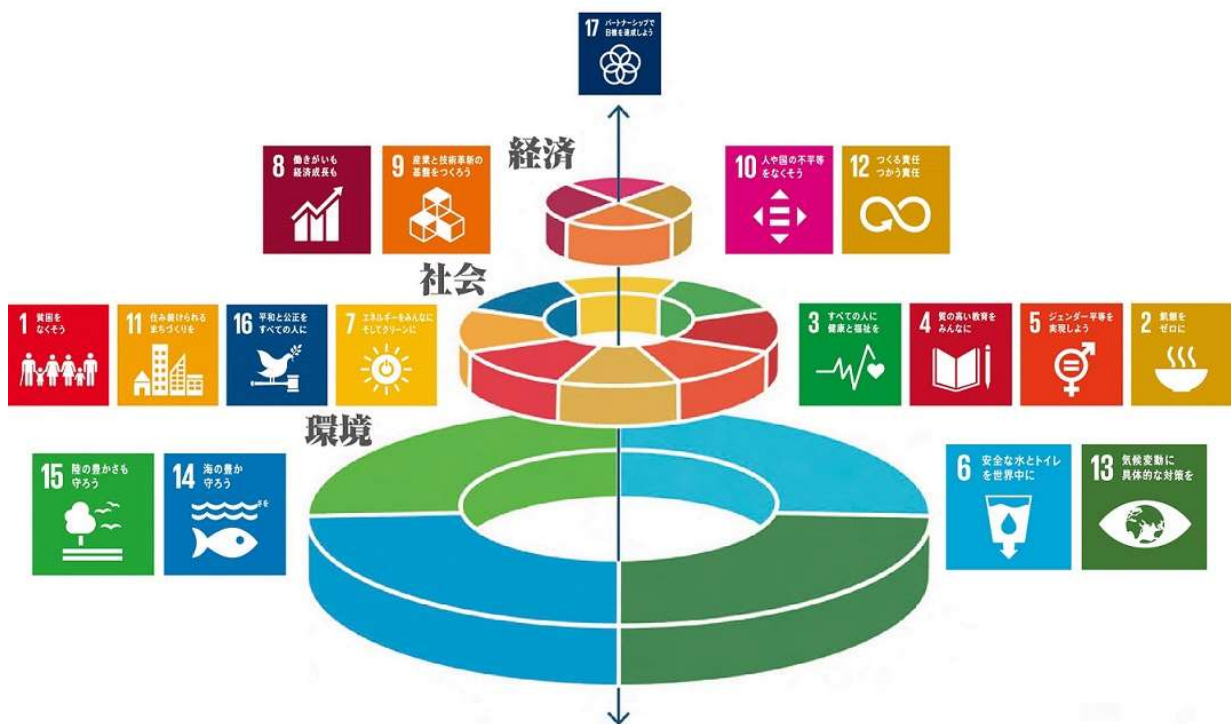 17 パートナーシップで
目標を達成しよう
経済
8 働きがいも
経済成長も
9 産業と技術革新の
基盤をつくろう
10 人や国の不平等
をなくそう
12 つくる責任
つかう責任
社会
1 貧困を
なくそう
11 住み続けられる
まちづくりを
16 平和と公正を
すべての人に
7 エネルギーをみんなに
そしてクリーンに
3 すべての人に
健康と福祉を
4 質の高い教育を
みんなに
5 ジェンダー平等を
実現しよう
2 飢餓を
ゼロに
環境
15 陸の豊かさも
守ろう
14 海の豊か
守ろう
さを
6 安全な水とトイレ
を世界中に
13 気候変動に
具体的な対策を